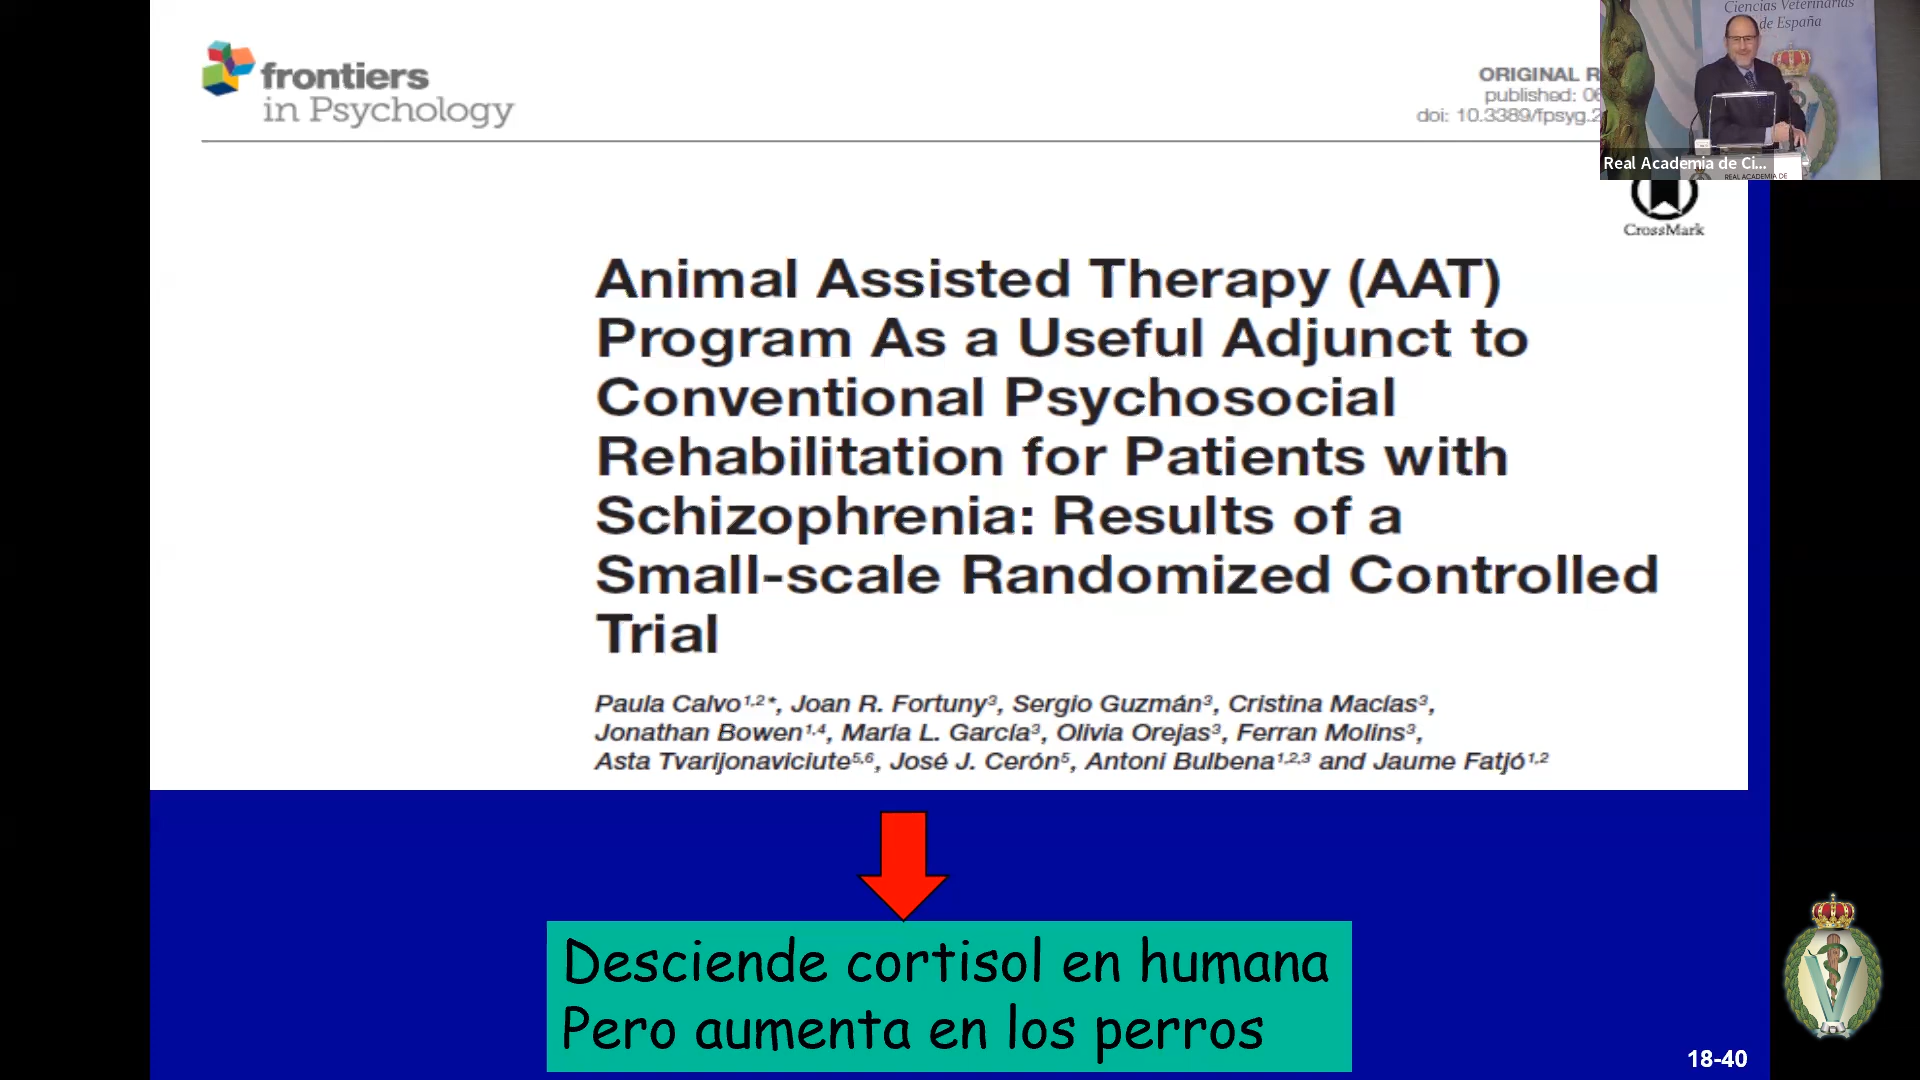 frontiers
in Psychology
ORIGINAL R
published: 06
doi: 10.3389/fpsyg.2
Ciencias Veterinarias
de España
Real Academia de Ci...
REAL ACADEMIA DE
CrossMark
Animal Assisted Therapy (AAT)
Program As a Useful Adjunct to
Conventional Psychosocial
Rehabilitation for Patients with
Schizophrenia: Results of a
Small-scale Randomized Controlled
Trial
Paula Calvo¹,²*, Joan R. Fortuny³, Sergio Guzmán³, Cristina Macías³,
Jonathan Bowen¹,⁴, María L. García³, Olivia Orejas³, Ferran Molins³,
Asta Tvarijonaviciute⁵,⁶, José J. Cerón⁵, Antoni Bulbena¹,²,³ and Jaume Fatjó¹,²
Desciende cortisol en humana
Pero aumenta en los perros
18-40